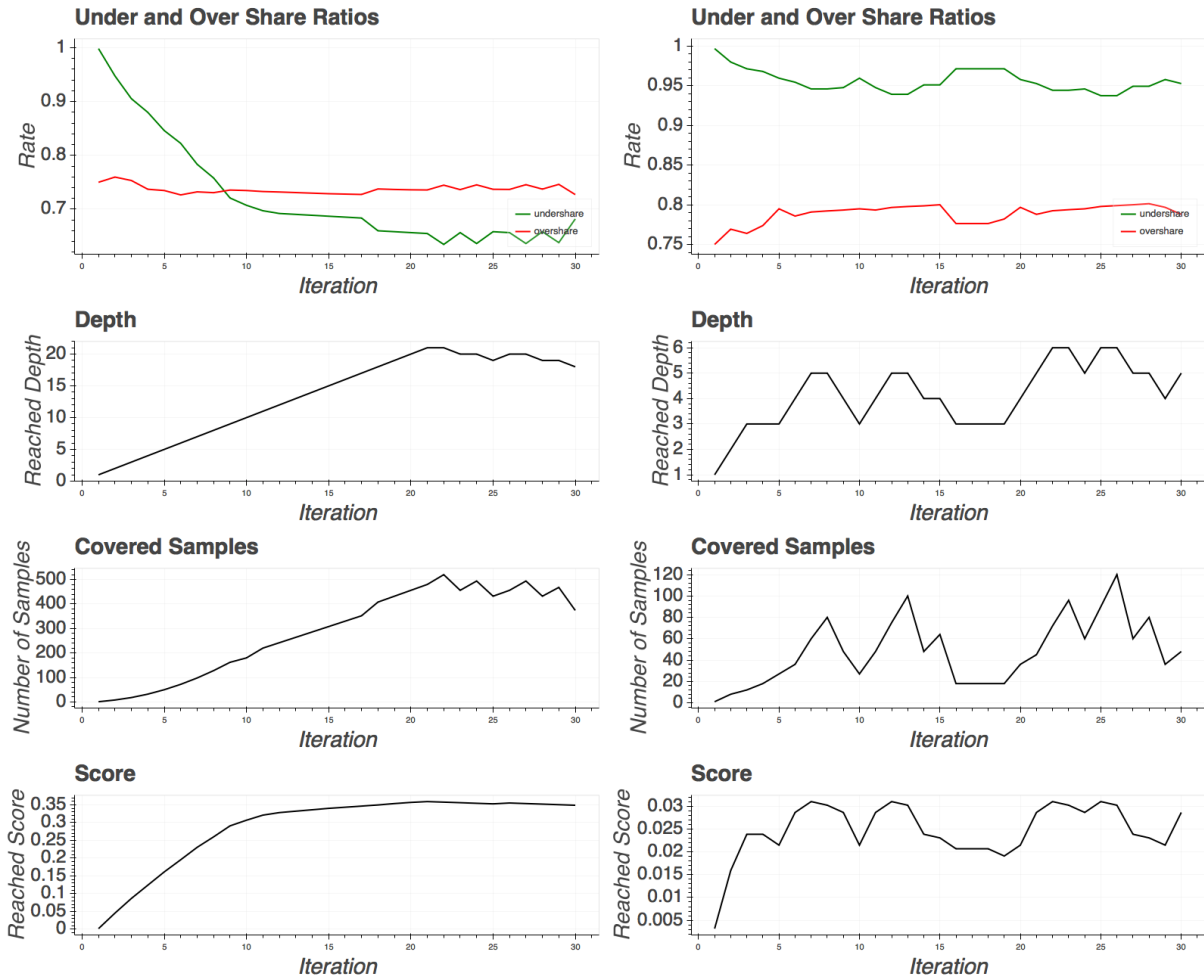 Under and Over Share Ratios
Rate
1
0.9
0.8
0.7
undershare
overshare
0 5 10 15 20 25 30
Iteration
Depth
Reached Depth
20
15
10
5
0
0 5 10 15 20 25 30
Iteration
Covered Samples
Number of Samples
500
400
300
200
100
0
0 5 10 15 20 25 30
Iteration
Score
Reached Score
0.35
0.3
0.25
0.2
0.15
0.1
0.05
0
0 5 10 15 20 25 30
Iteration
Under and Over Share Ratios
Rate
1
0.95
0.9
0.85
0.8
0.75
undershare
overshare
0 5 10 15 20 25 30
Iteration
Depth
Reached Depth
6
5
4
3
2
1
0 5 10 15 20 25 30
Iteration
Covered Samples
Number of Samples
120
100
80
60
40
20
0
0 5 10 15 20 25 30
Iteration
Score
Reached Score
0.03
0.025
0.02
0.015
0.01
0.005
0 5 10 15 20 25 30
Iteration